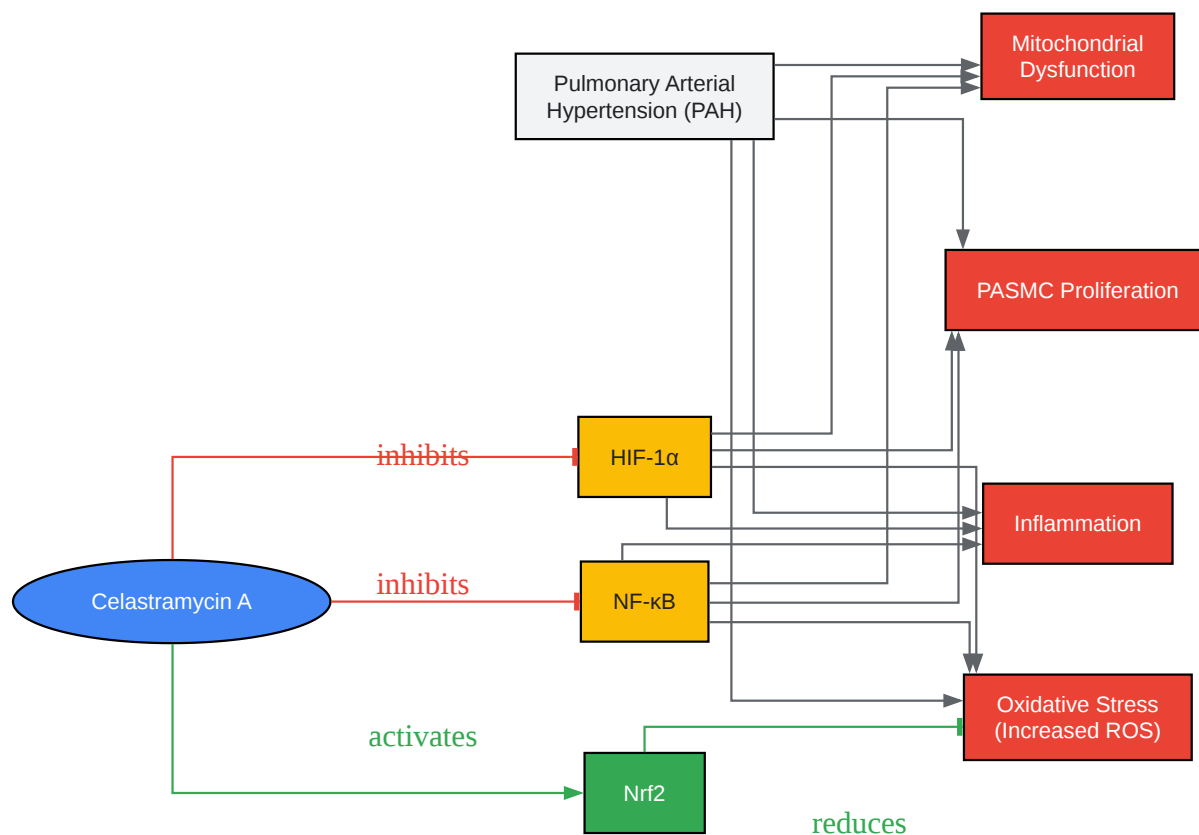 Mitochondrial
Dysfunction
Pulmonary Arterial
Hypertension (PAH)
PASMC Proliferation
inhibits
HIF-1α
Inflammation
inhibits
Celastramycin A
NF-κB
Oxidative Stress
(Increased ROS)
activates
Nrf2
reduces